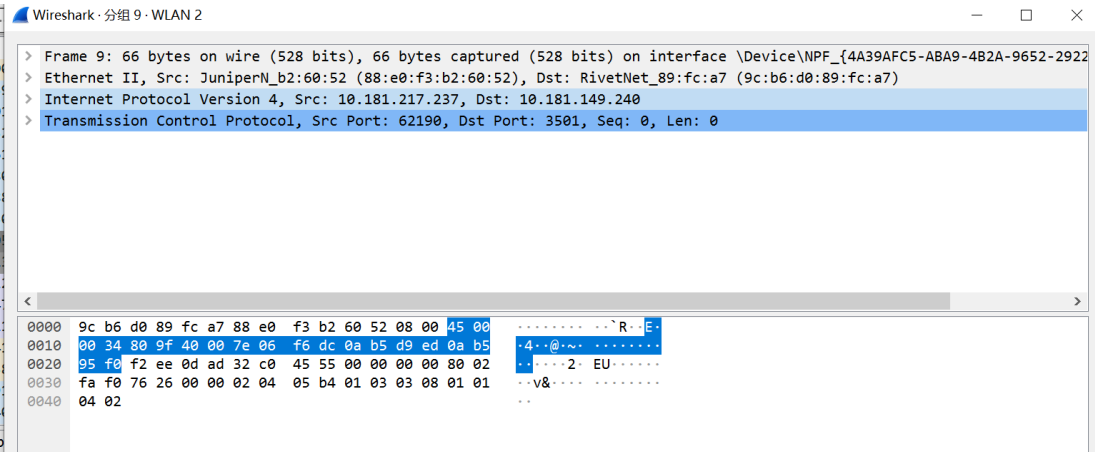 Wireshark · 分组 9 · WLAN 2
Frame 9: 66 bytes on wire (528 bits), 66 bytes captured (528 bits) on interface \Device\NPF_{4A39AFC5-ABA9-4B2A-9652-2922
Ethernet II, Src: JuniperN_b2:60:52 (88:e0:f3:b2:60:52), Dst: RivetNet_89:fc:a7 (9c:b6:d0:89:fc:a7)
Internet Protocol Version 4, Src: 10.181.217.237, Dst: 10.181.149.240
Transmission Control Protocol, Src Port: 62190, Dst Port: 3501, Seq: 0, Len: 0
0000 9c b6 d0 89 fc a7 88 e0 f3 b2 60 52 08 00 45 00 ········ ··`R··E·
0010 00 34 80 9f 40 00 7e 06 f6 dc 0a b5 d9 ed 0a b5 ·4··@·~· ········
0020 95 f0 f2 ee 0d ad 32 c0 45 55 00 00 00 00 80 02 ······2· EU······
0030 fa f0 76 26 00 00 02 04 05 b4 01 03 03 08 01 01 ··v&···· ········
0040 04 02 ··